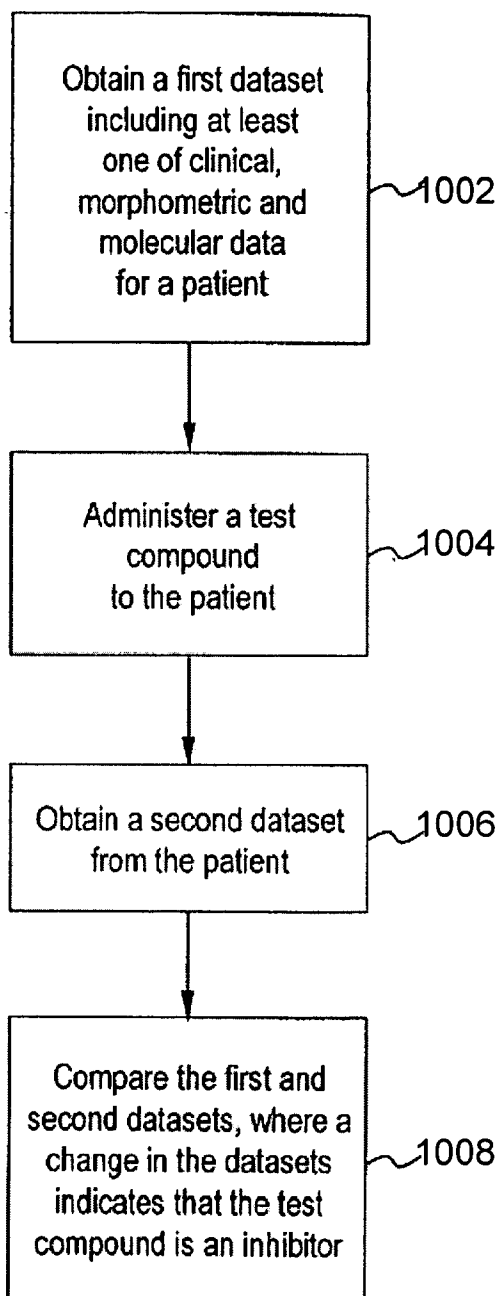 Obtain a first dataset
including at least
one of clinical,
morphometric and
molecular data
for a patient
1002
Administer a test
compound
to the patient
1004
Obtain a second dataset
from the patient
1006
Compare the first and
second datasets, where a
change in the datasets
indicates that the test
compound is an inhibitor
1008